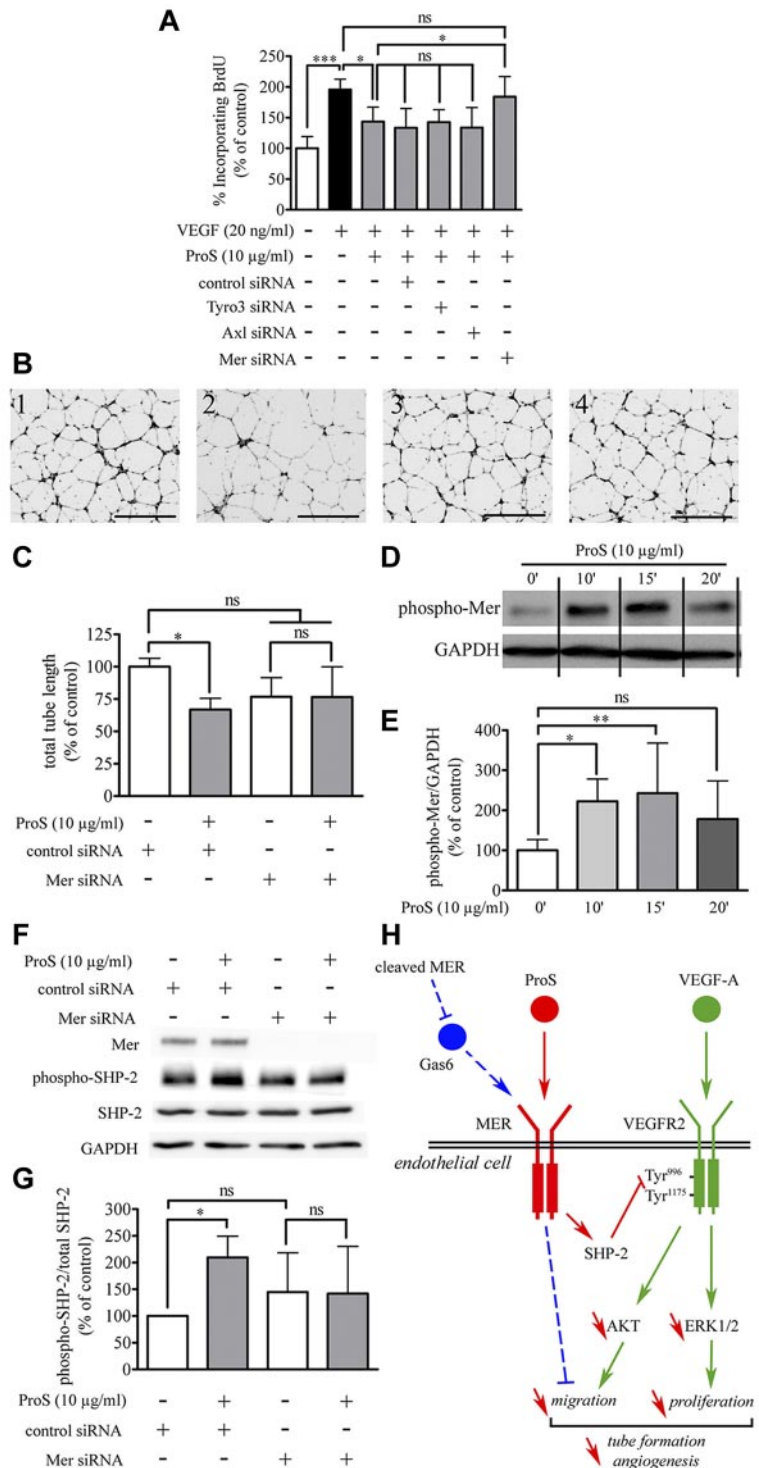 A
ns
*
*** * ns
% Incorporating BrdU
(% of control)
250
200
150
100
50
0
VEGF (20 ng/ml) - + + + + + +
ProS (10 µg/ml) - - + + + + +
control siRNA - - - + - - -
Tyro3 siRNA - - - - + - -
Axl siRNA - - - - - + -
Mer siRNA - - - - - - +
B
1 2 3 4
C
ns
* ns
total tube length
(% of control)
125
100
75
50
25
0
ProS (10 µg/ml) - + - +
control siRNA + + - -
Mer siRNA - - + +
D
ProS (10 µg/ml)
0' 10' 15' 20'
phospho-Mer
GAPDH
E
ns
**
*
phospho-Mer/GAPDH
(% of control)
400
300
200
100
0
ProS (10 µg/ml) 0' 10' 15' 20'
F
ProS (10 µg/ml) - + - +
control siRNA + + - -
Mer siRNA - - + +
Mer
phospho-SHP-2
SHP-2
GAPDH
G
ns
* ns
phospho-SHP-2/total SHP-2
(% of control)
300
250
200
150
100
50
0
ProS (10 µg/ml) - + - +
control siRNA + + - -
Mer siRNA - - + +
H
cleaved MER
ProS
VEGF-A
Gas6
MER
VEGFR2
endothelial cell
Tyr996
Tyr1175
SHP-2
AKT
ERK1/2
migration
proliferation
tube formation
angiogenesis